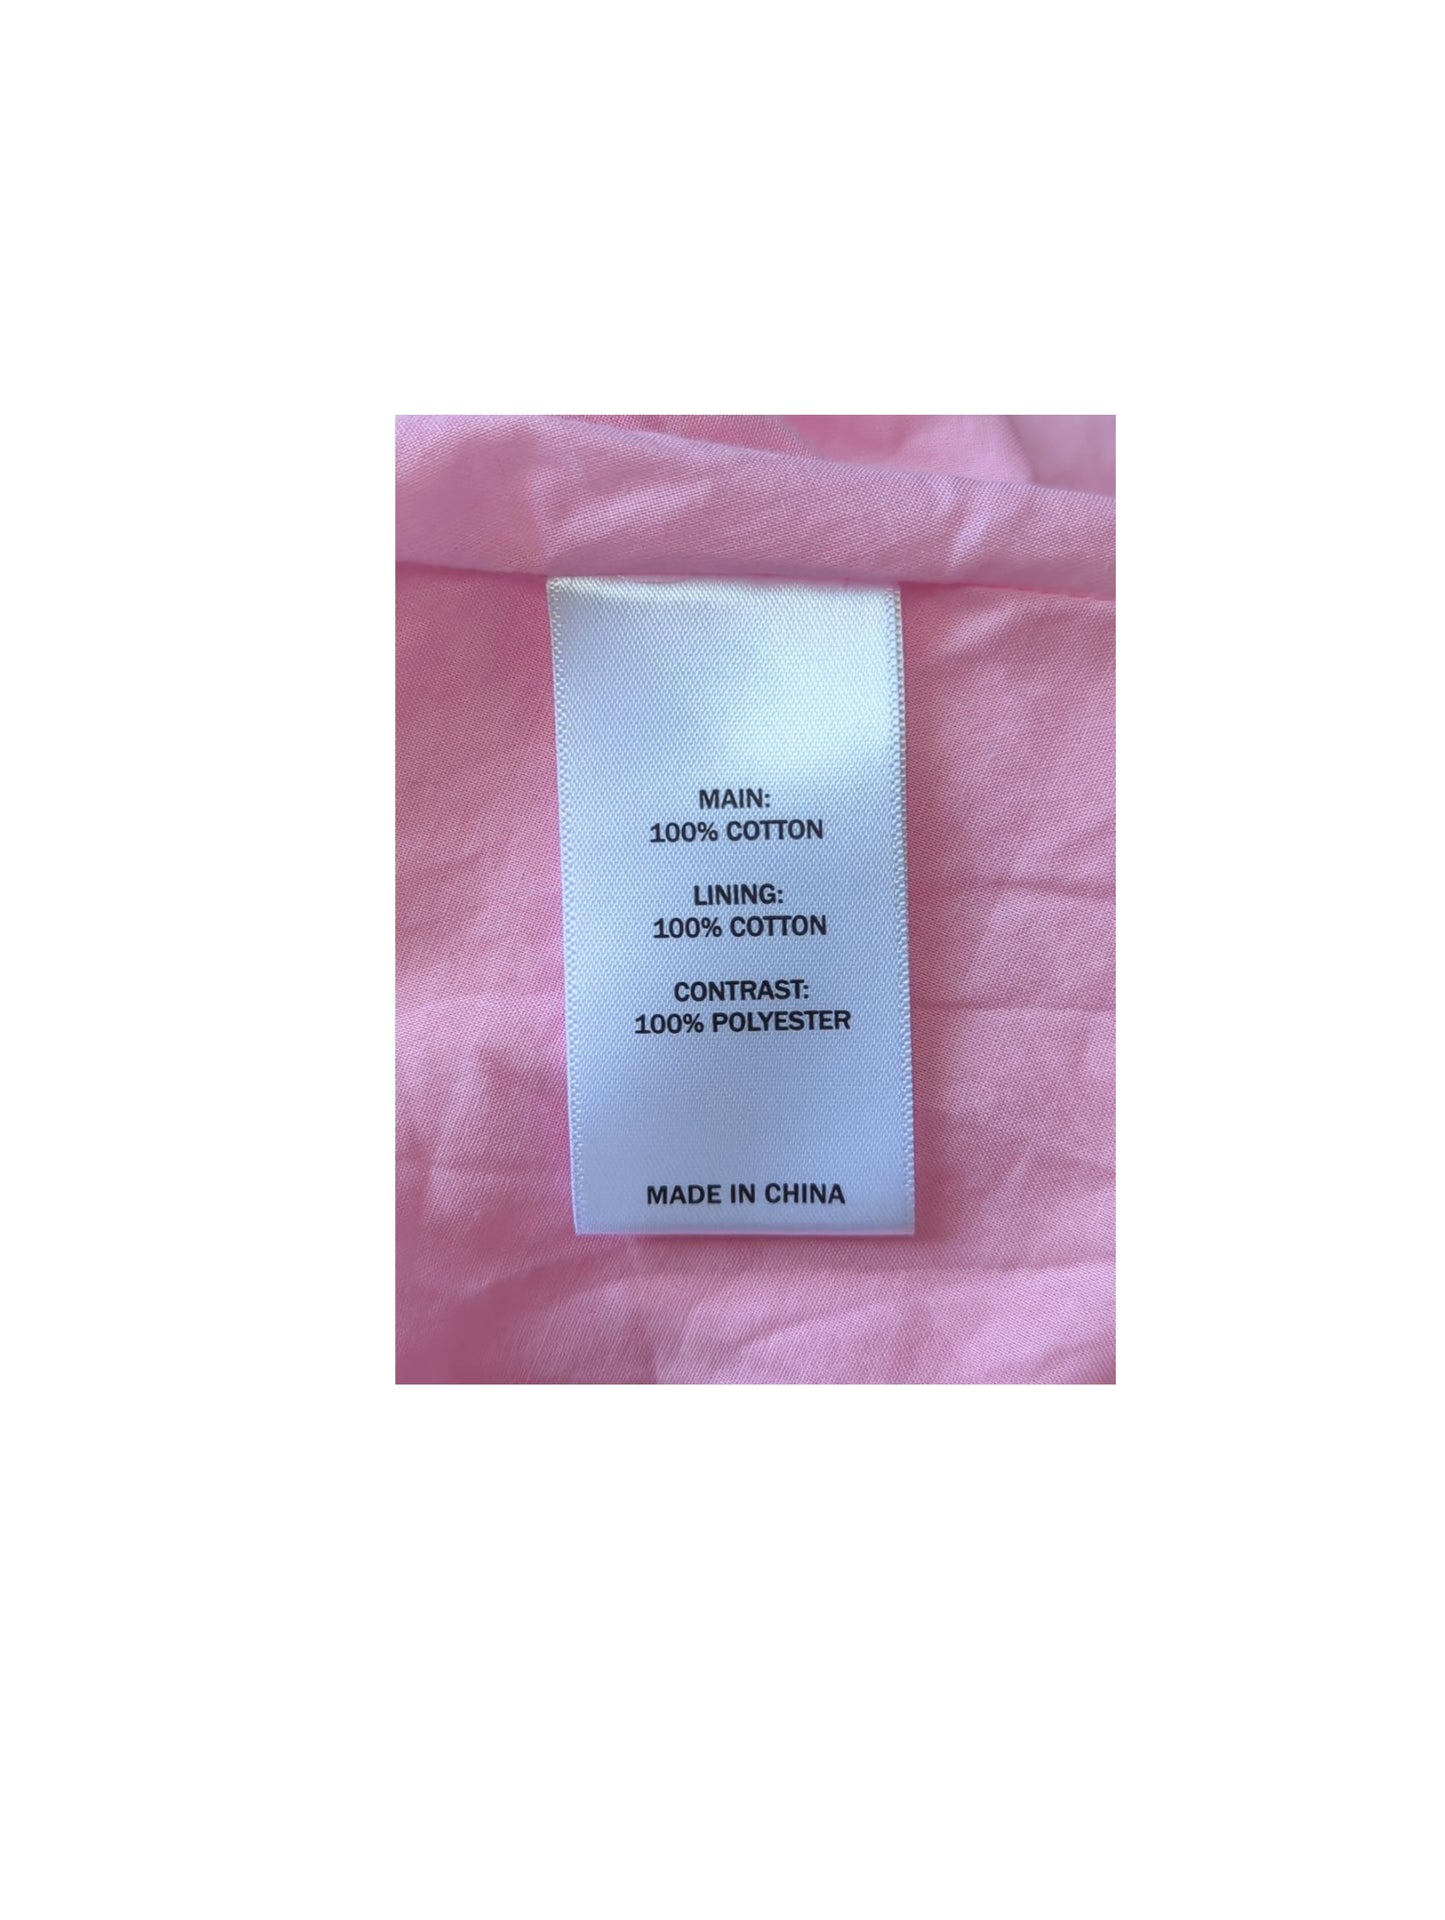 MAIN:
100% COTTON
LINING:
100% COTTON
CONTRAST:
100% POLYESTER
MADE IN CHINA